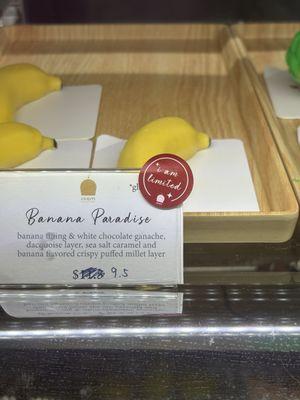 i am
limited
*gl
Banana Paradise
banana filling & white chocolate ganache,
dacquoise layer, sea salt caramel and
banana flavored crispy puffed millet layer
9.5